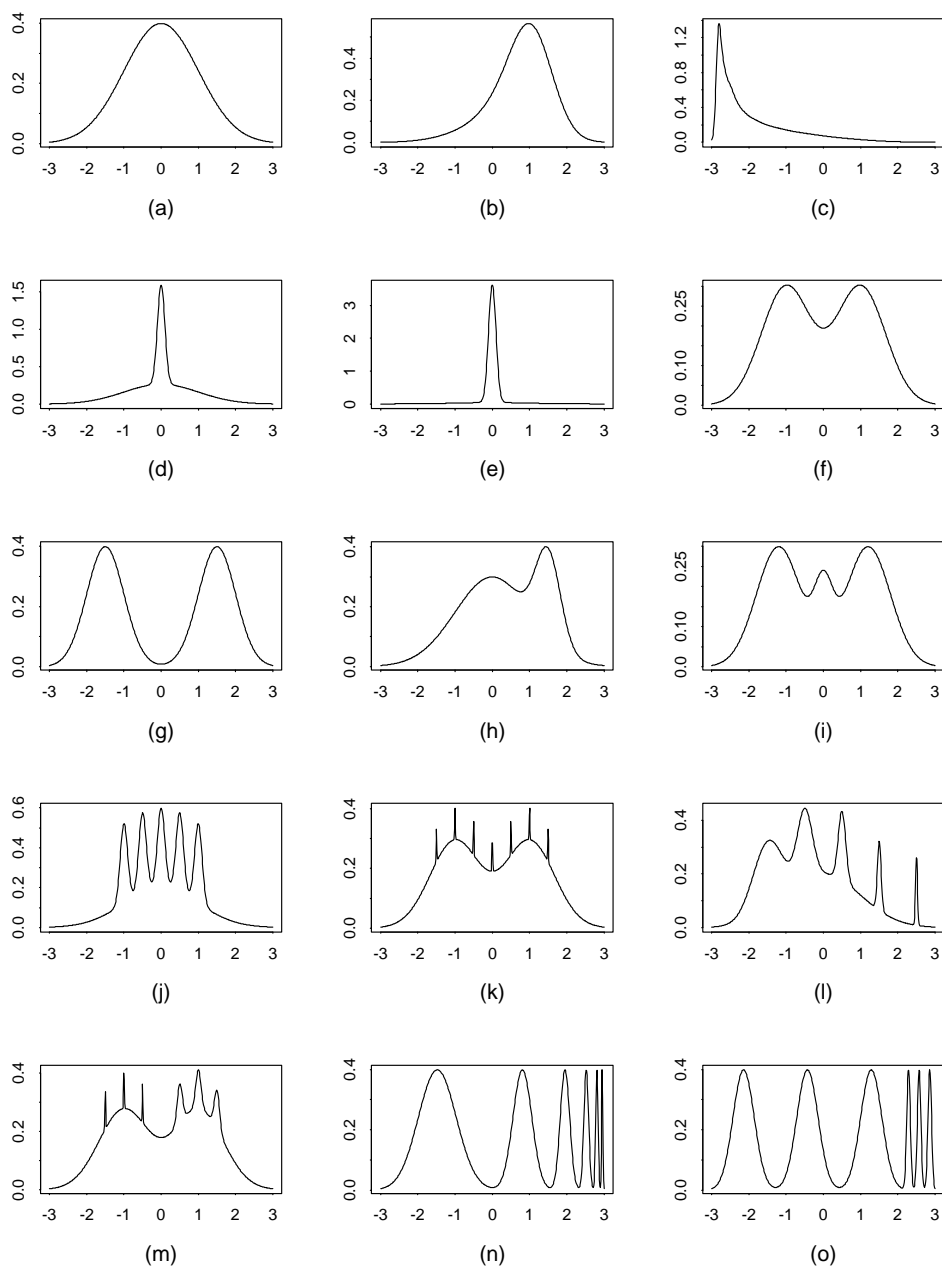 0.0 0.2 0.4
-3 -2 -1 0 1 2 3
(a)
0.0 0.2 0.4
-3 -2 -1 0 1 2 3
(b)
0.0 0.4 0.8 1.2
-3 -2 -1 0 1 2 3
(c)
0.0 0.5 1.0 1.5
-3 -2 -1 0 1 2 3
(d)
0 1 2 3
-3 -2 -1 0 1 2 3
(e)
0.0 0.10 0.25
-3 -2 -1 0 1 2 3
(f)
0.0 0.2 0.4
-3 -2 -1 0 1 2 3
(g)
0.0 0.2 0.4
-3 -2 -1 0 1 2 3
(h)
0.0 0.10 0.25
-3 -2 -1 0 1 2 3
(i)
0.0 0.2 0.4 0.6
-3 -2 -1 0 1 2 3
(j)
0.0 0.2 0.4
-3 -2 -1 0 1 2 3
(k)
0.0 0.2 0.4
-3 -2 -1 0 1 2 3
(l)
0.0 0.2 0.4
-3 -2 -1 0 1 2 3
(m)
0.0 0.2 0.4
-3 -2 -1 0 1 2 3
(n)
0.0 0.2 0.4
-3 -2 -1 0 1 2 3
(o)